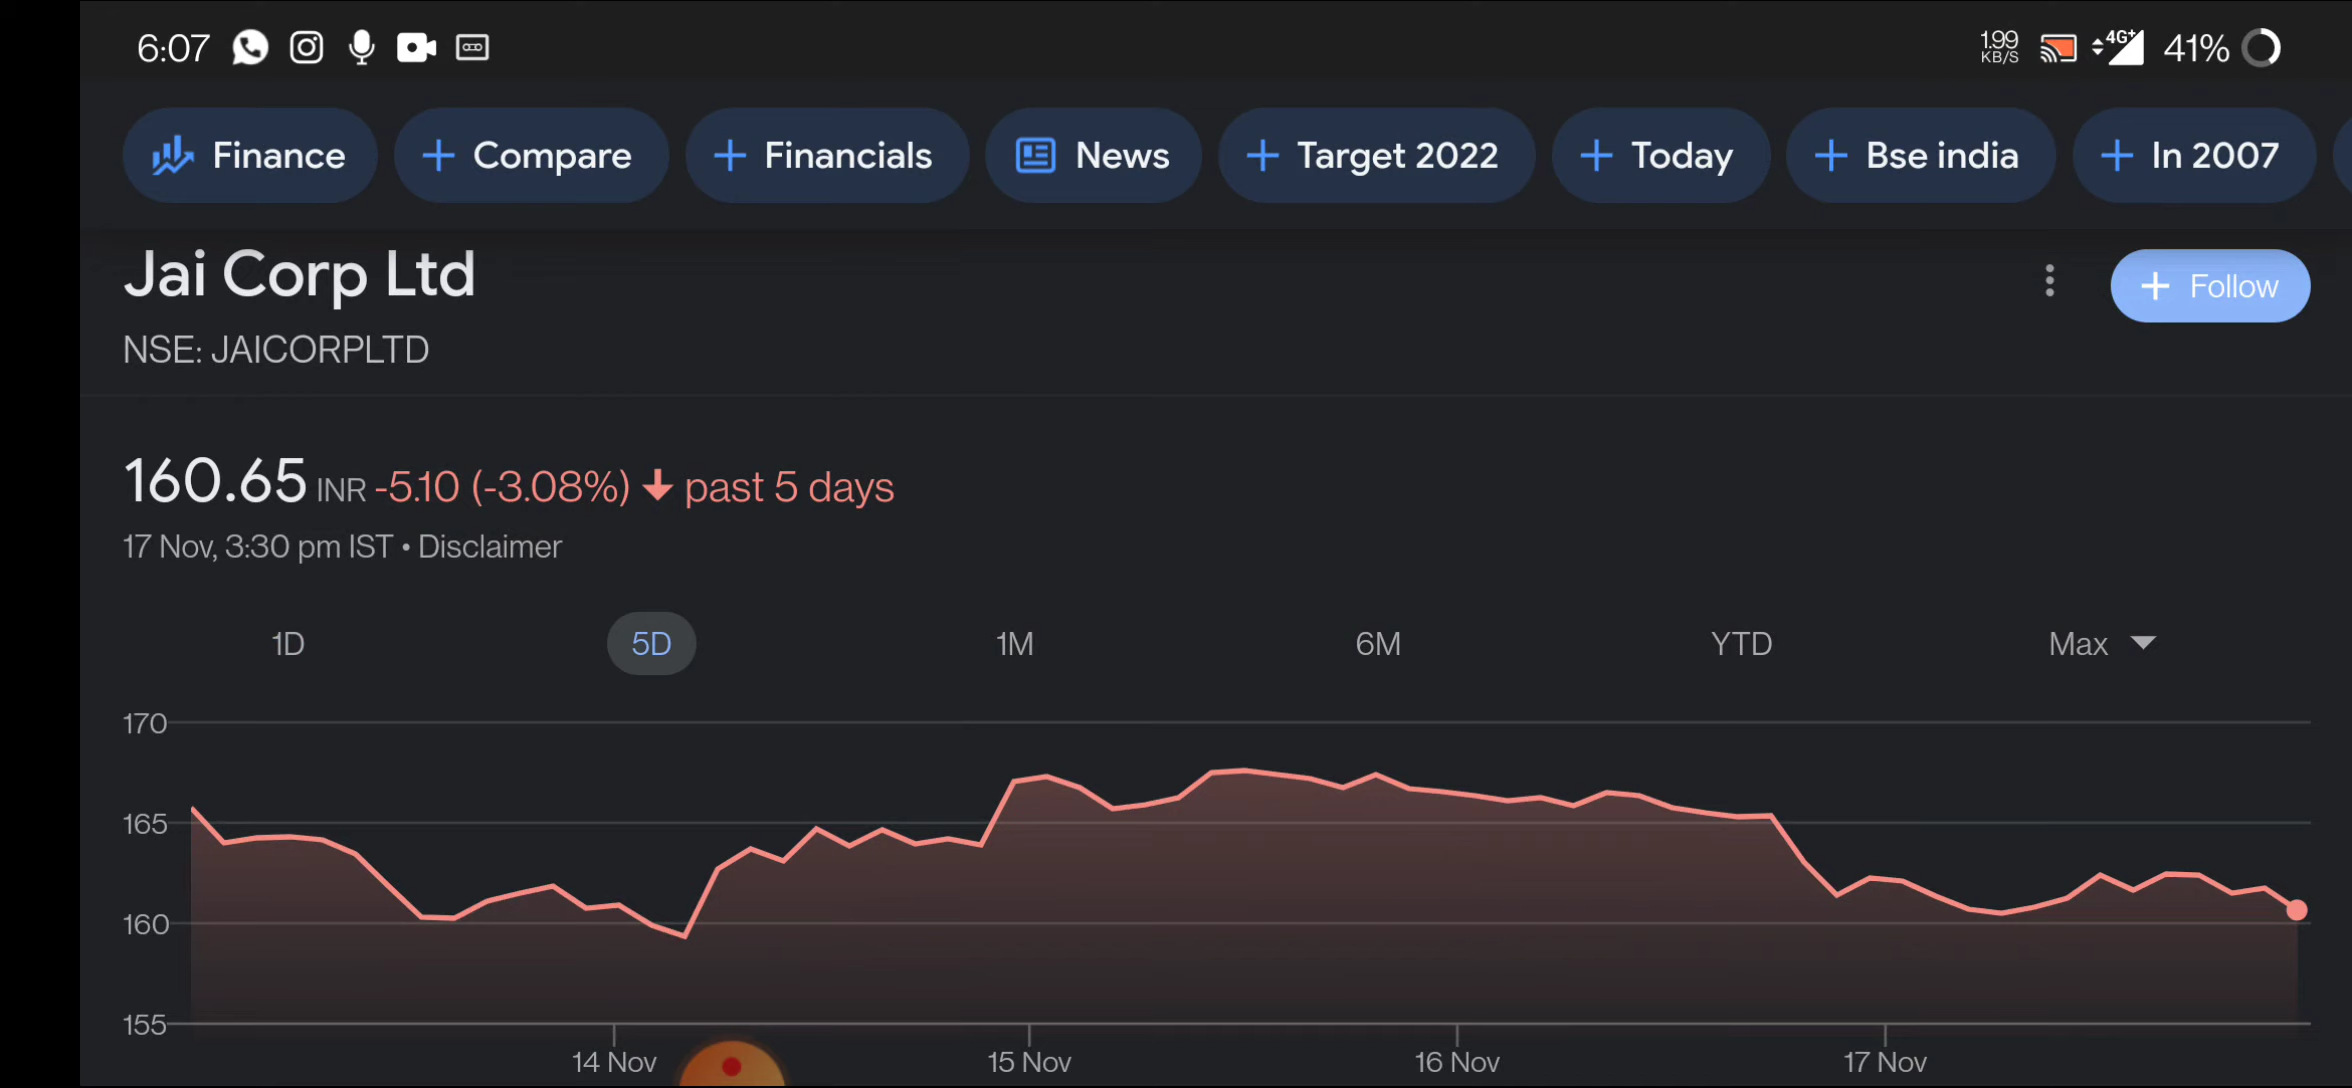 6:07 1.99 KB/S 4G+ 41%
Finance Compare Financials News Target 2022 Today Bse india In 2007
Jai Corp Ltd
+ Follow
NSE: JAICORPLTD
160.65 INR -5.10 (-3.08%) ↓ past 5 days
17 Nov, 3:30 pm IST • Disclaimer
1D 5D 1M 6M YTD Max
170
165
160
155
14 Nov 15 Nov 16 Nov 17 Nov